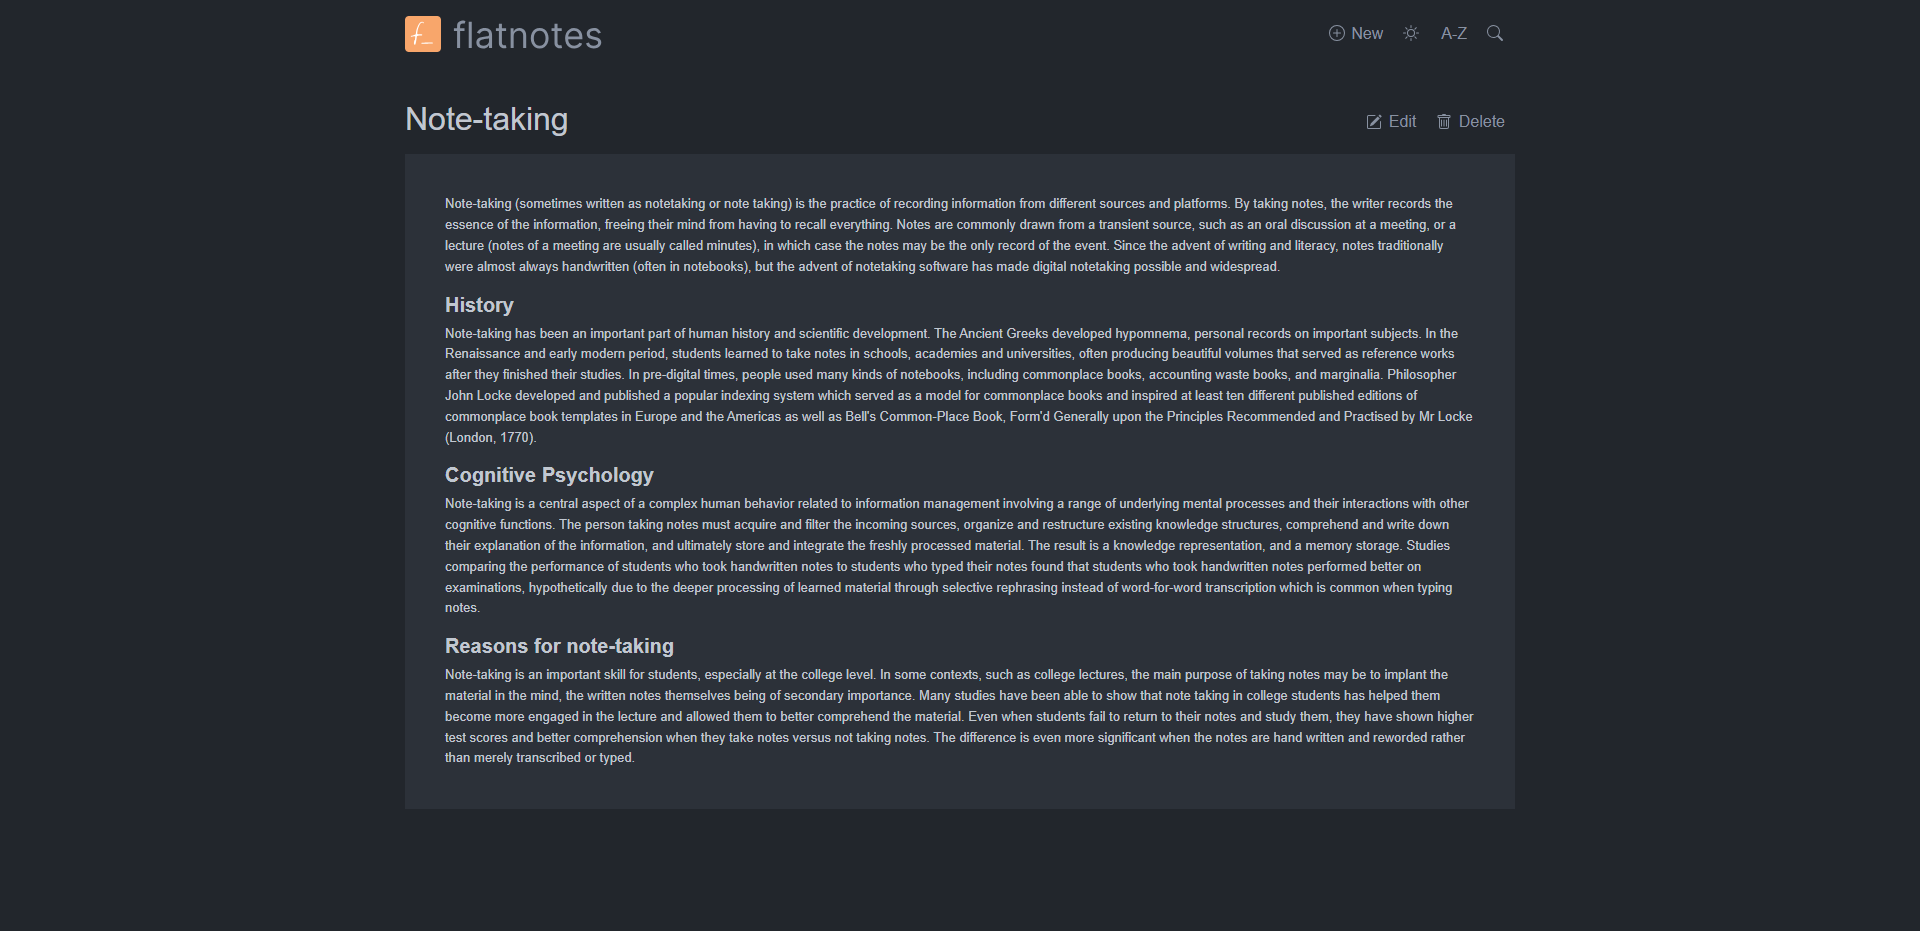 f_ flatnotes
New A-Z
Note-taking
Edit Delete
Note-taking (sometimes written as notetaking or note taking) is the practice of recording information from different sources and platforms. By taking notes, the writer records the
essence of the information, freeing their mind from having to recall everything. Notes are commonly drawn from a transient source, such as an oral discussion at a meeting, or a
lecture (notes of a meeting are usually called minutes), in which case the notes may be the only record of the event. Since the advent of writing and literacy, notes traditionally
were almost always handwritten (often in notebooks), but the advent of notetaking software has made digital notetaking possible and widespread.
History
Note-taking has been an important part of human history and scientific development. The Ancient Greeks developed hypomnema, personal records on important subjects. In the
Renaissance and early modern period, students learned to take notes in schools, academies and universities, often producing beautiful volumes that served as reference works
after they finished their studies. In pre-digital times, people used many kinds of notebooks, including commonplace books, accounting waste books, and marginalia. Philosopher
John Locke developed and published a popular indexing system which served as a model for commonplace books and inspired at least ten different published editions of
commonplace book templates in Europe and the Americas as well as Bell's Common-Place Book, Form'd Generally upon the Principles Recommended and Practised by Mr Locke
(London, 1770).
Cognitive Psychology
Note-taking is a central aspect of a complex human behavior related to information management involving a range of underlying mental processes and their interactions with other
cognitive functions. The person taking notes must acquire and filter the incoming sources, organize and restructure existing knowledge structures, comprehend and write down
their explanation of the information, and ultimately store and integrate the freshly processed material. The result is a knowledge representation, and a memory storage. Studies
comparing the performance of students who took handwritten notes to students who typed their notes found that students who took handwritten notes performed better on
examinations, hypothetically due to the deeper processing of learned material through selective rephrasing instead of word-for-word transcription which is common when typing
notes.
Reasons for note-taking
Note-taking is an important skill for students, especially at the college level. In some contexts, such as college lectures, the main purpose of taking notes may be to implant the
material in the mind, the written notes themselves being of secondary importance. Many studies have been able to show that note taking in college students has helped them
become more engaged in the lecture and allowed them to better comprehend the material. Even when students fail to return to their notes and study them, they have shown higher
test scores and better comprehension when they take notes versus not taking notes. The difference is even more significant when the notes are hand written and reworded rather
than merely transcribed or typed.